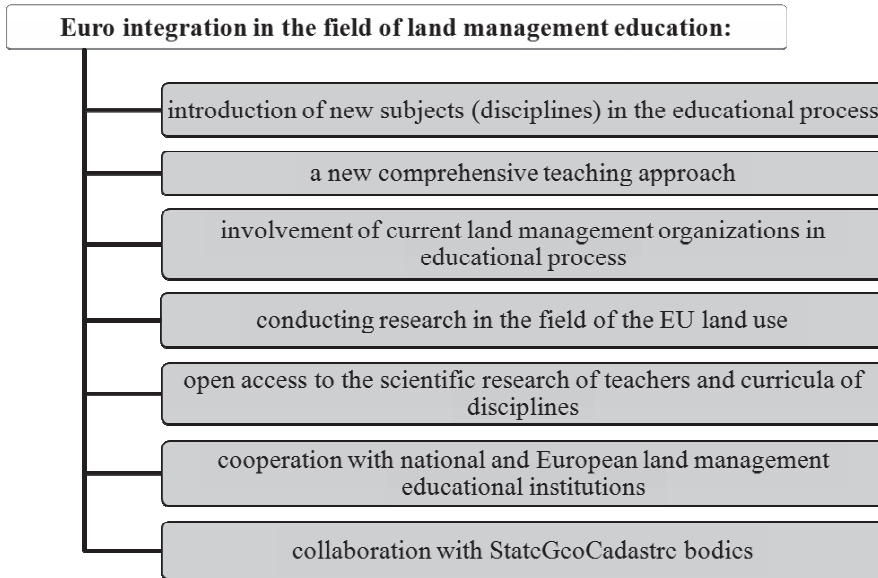 Euro integration in the field of land management education:
introduction of new subjects (disciplines) in the educational process
a new comprehensive teaching approach
involvement of current land management organizations in
educational process
conducting research in the field of the EU land use
open access to the scientific research of teachers and curricula of
disciplines
cooperation with national and European land management
educational institutions
collaboration with StateGeoCadastre bodies